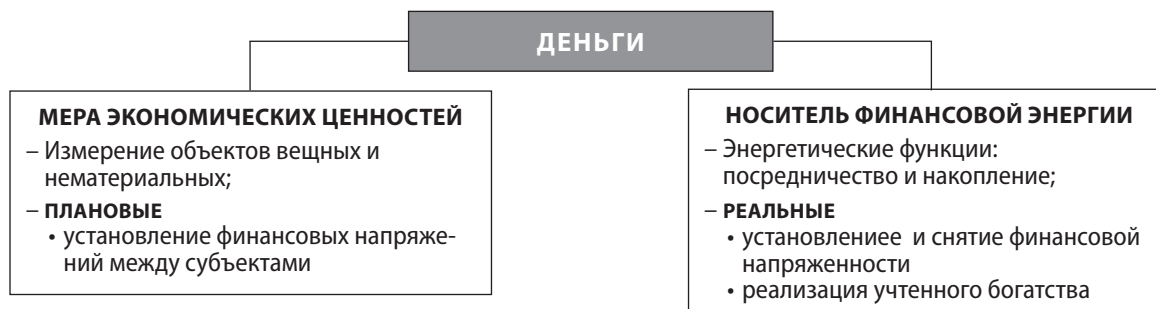 ДЕНЬГИ
МЕРА ЭКОНОМИЧЕСКИХ ЦЕННОСТЕЙ
– Измерение объектов вещных и
нематериальных;
– ПЛАНОВЫЕ
• установление финансовых напряже-
ний между субъектами
НОСИТЕЛЬ ФИНАНСОВОЙ ЭНЕРГИИ
– Энергетические функции:
посредничество и накопление;
– РЕАЛЬНЫЕ
• установлениее и снятие финансовой
напряженности
• реализация учтенного богатства